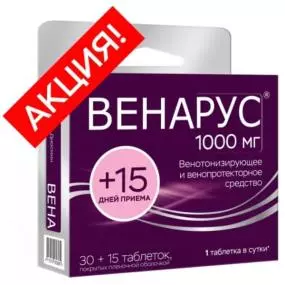 АКЦИЯ!
ВЕНАРУС®
1000 мг
Венотонизирующее
и венопротекторное
средство
+15
ДНЕЙ ПРИЕМА
30 + 15 таблеток,
покрытых пленочной оболочкой
1 таблетка в сутки*
ВЕНА